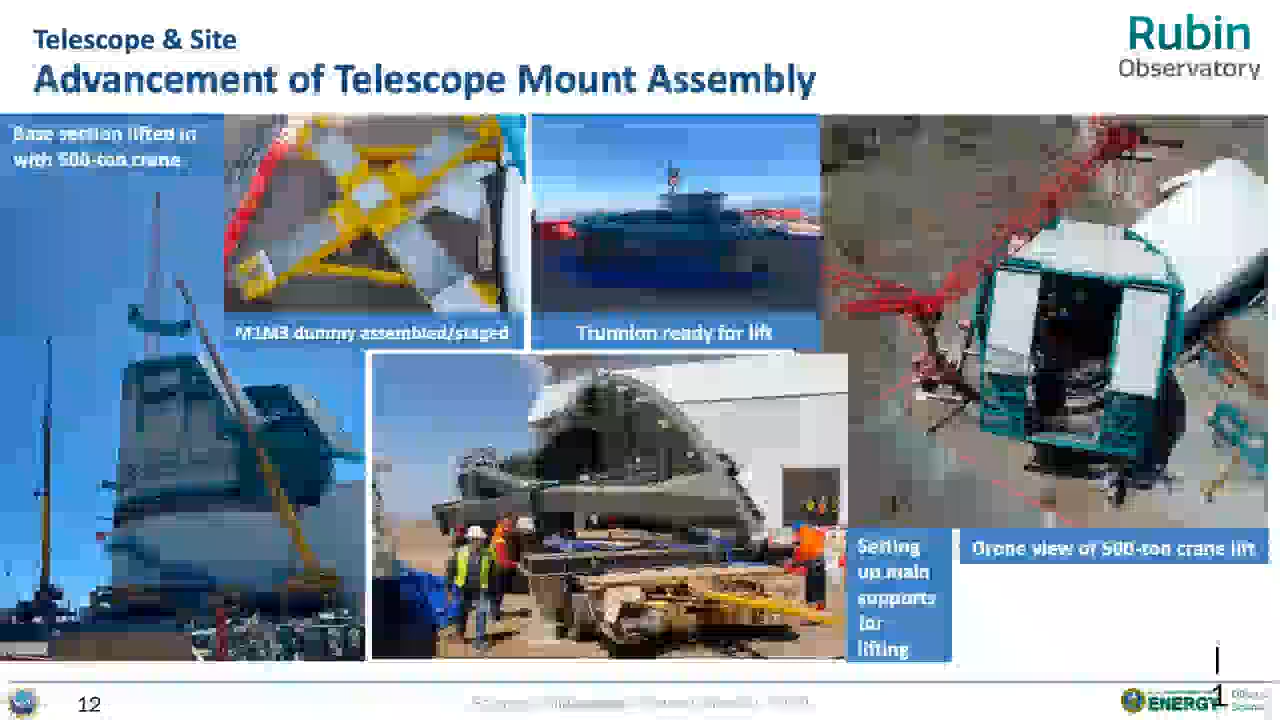 Telescope & Site
Advancement of Telescope Mount Assembly
Rubin
Observatory
Base section lifted in
with 500-ton crane
M1M3 dummy assembled/staged
Trunnion ready for lift
Setting
up main
supports
for
lifting
Drone view of 500-ton crane lift
12
ENERGY
1